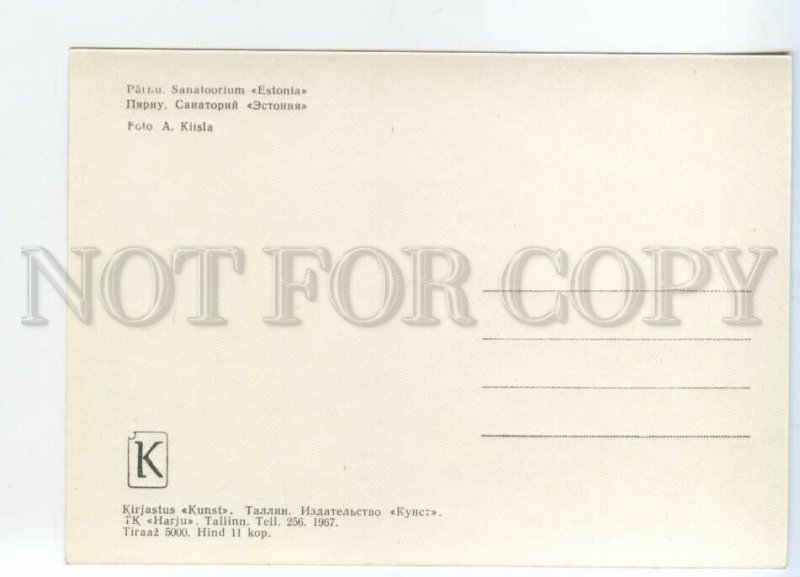 Pärnu. Sanatoorium «Estonia»
Пярну. Санаторий «Эстония»
Foto A. Kiisla
NOT FOR COPY
K
Kirjastus «Kunst». Таллин. Издательство «Кунст».
TK «Harju». Tallinn. Tell. 256. 1967.
Tiraaž 5000. Hind 11 kop.